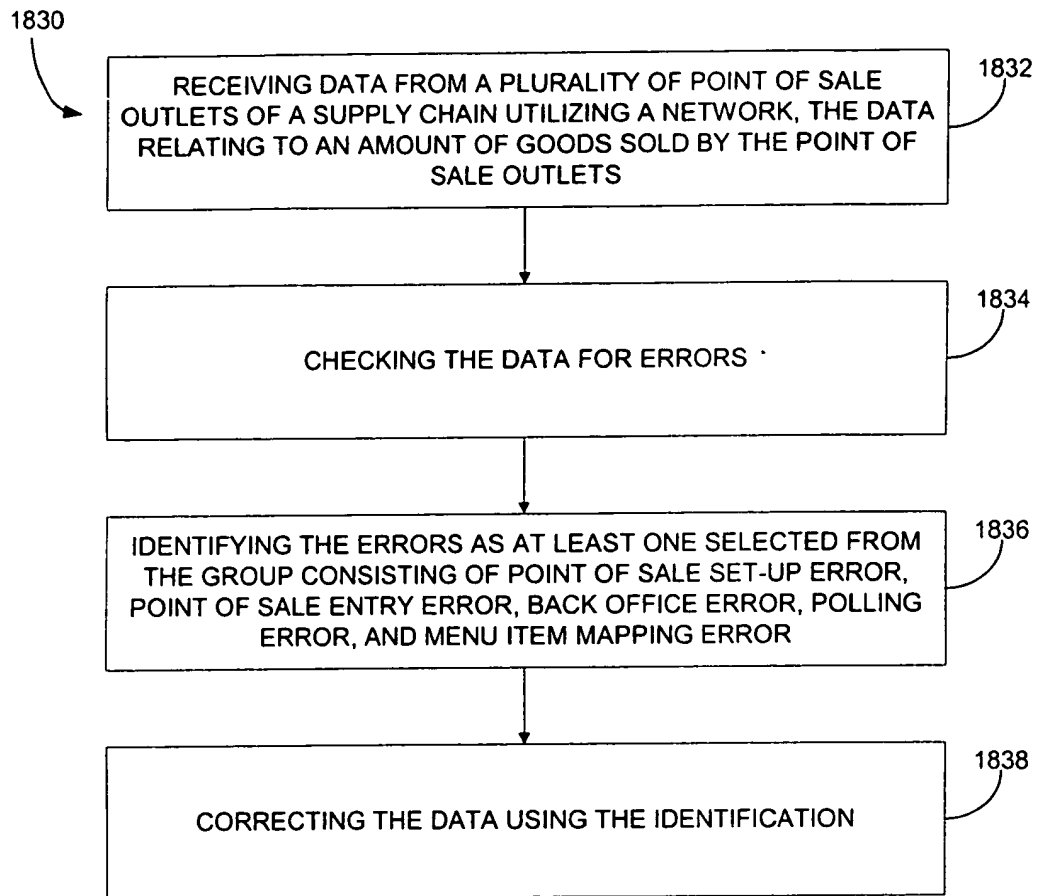 1830
RECEIVING DATA FROM A PLURALITY OF POINT OF SALE
OUTLETS OF A SUPPLY CHAIN UTILIZING A NETWORK, THE DATA
RELATING TO AN AMOUNT OF GOODS SOLD BY THE POINT OF
SALE OUTLETS
1832
CHECKING THE DATA FOR ERRORS
1834
IDENTIFYING THE ERRORS AS AT LEAST ONE SELECTED FROM
THE GROUP CONSISTING OF POINT OF SALE SET-UP ERROR,
POINT OF SALE ENTRY ERROR, BACK OFFICE ERROR, POLLING
ERROR, AND MENU ITEM MAPPING ERROR
1836
CORRECTING THE DATA USING THE IDENTIFICATION
1838